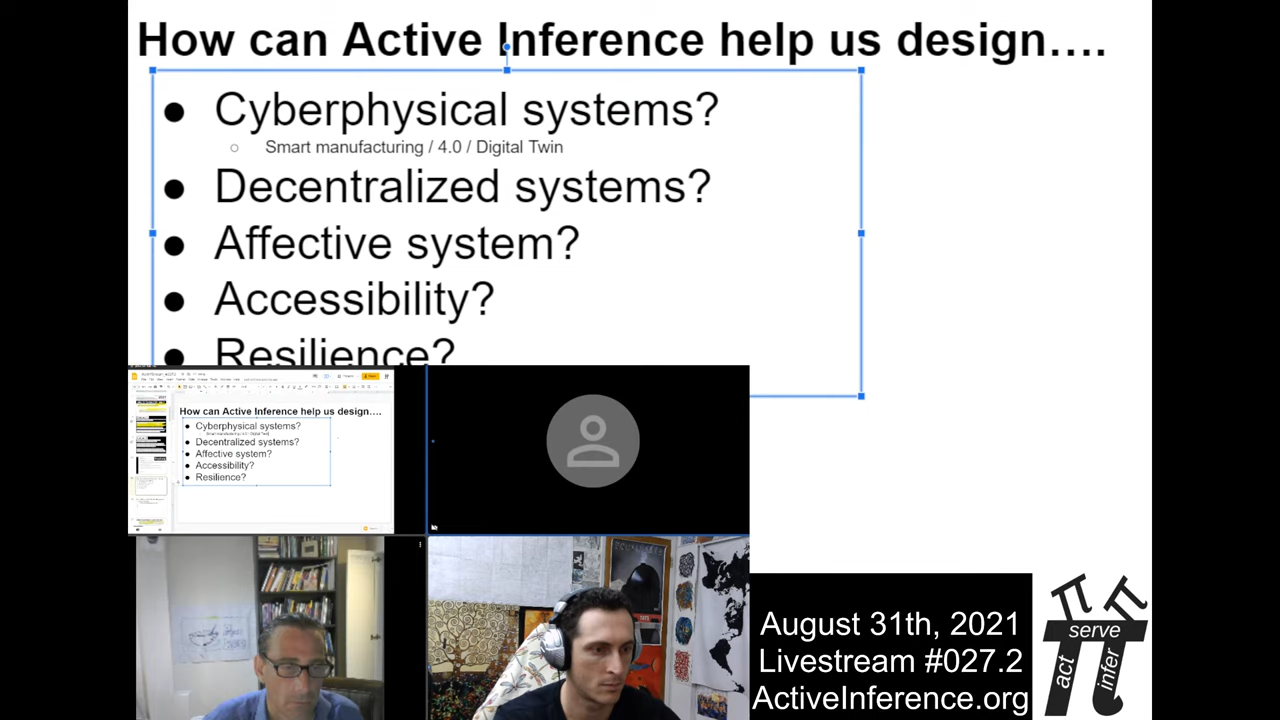 How can Active Inference help us design....
● Cyberphysical systems?
○ Smart manufacturing / 4.0 / Digital Twin
● Decentralized systems?
● Affective system?
● Accessibility?
● Resilience?
How can Active Inference help us design....
● Cyberphysical systems?
● Decentralized systems?
● Affective system?
● Accessibility?
● Resilience?
August 31th, 2021
Livestream #027.2
ActiveInference.org
serve
act
infer